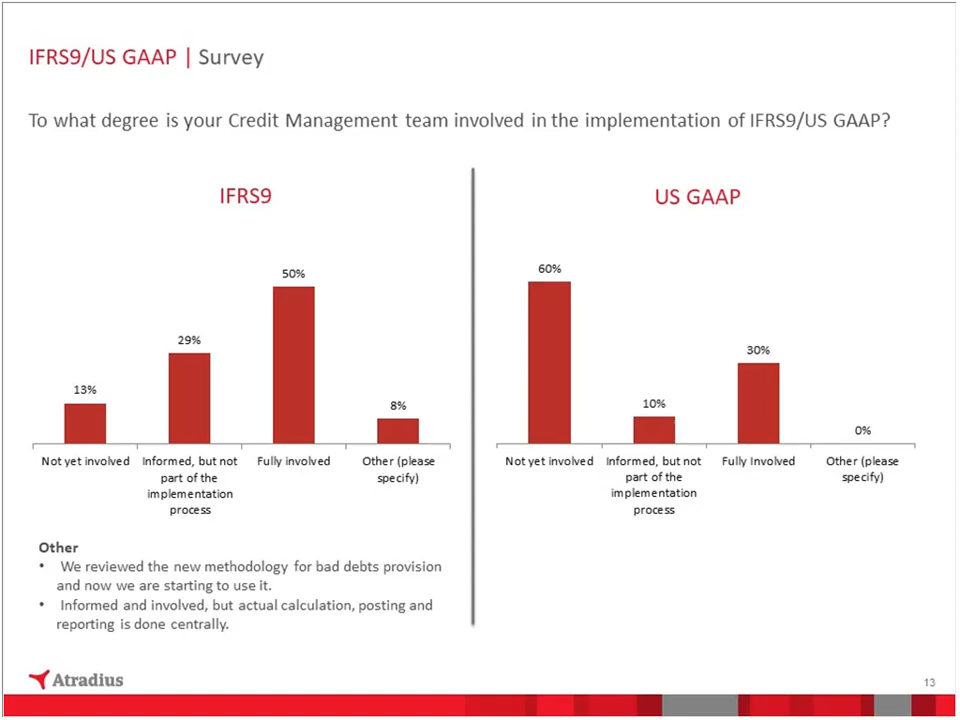 IFRS9/US GAAP | Survey
To what degree is your Credit Management team involved in the implementation of IFRS9/US GAAP?
IFRS9
50%
29%
13%
8%
Not yet involved
Informed, but not
part of the
implementation
process
Fully involved
Other (please
specify)
Other
• We reviewed the new methodology for bad debts provision
and now we are starting to use it.
• Informed and involved, but actual calculation, posting and
reporting is done centrally.
US GAAP
60%
10%
30%
0%
Not yet involved
Informed, but not
part of the
implementation
process
Fully Involved
Other (please
specify)
Atradius
13